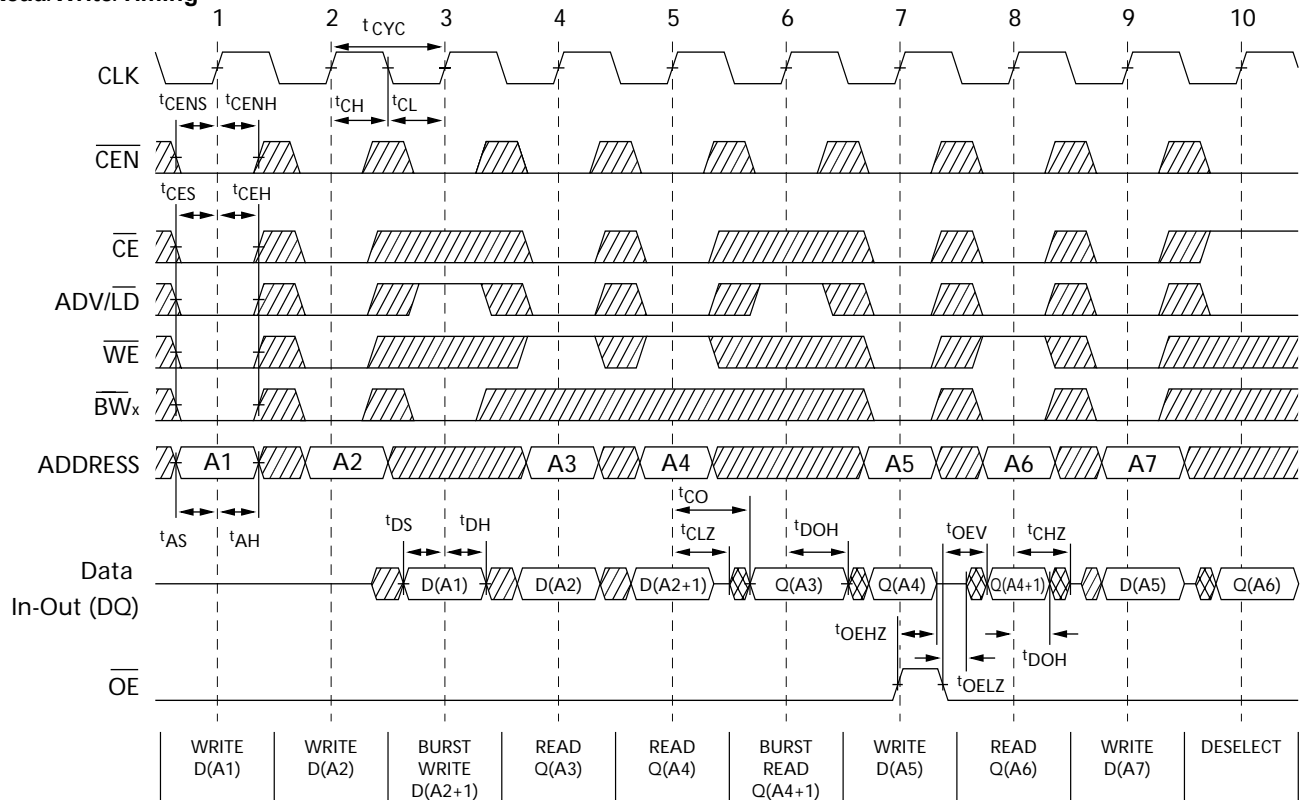 Read/Write/Timing
1 2 3 4 5 6 7 8 9 10
tCYC
CLK
tCENS tCENH tCH tCL
CEN
tCES tCEH
CE
ADV/LD
WE
BWx
ADDRESS A1 A2 A3 A4 A5 A6 A7
tCO
tAS tAH tDS tDH tCLZ tDOH tOEV tCHZ
Data
In-Out (DQ)
D(A1) D(A2) D(A2+1) Q(A3) Q(A4) Q(A4+1) D(A5) Q(A6)
tOEHZ tDOH
tOELZ
OE
WRITE
D(A1)
WRITE
D(A2)
BURST
WRITE
D(A2+1)
READ
Q(A3)
READ
Q(A4)
BURST
READ
Q(A4+1)
WRITE
D(A5)
READ
Q(A6)
WRITE
D(A7)
DESELECT